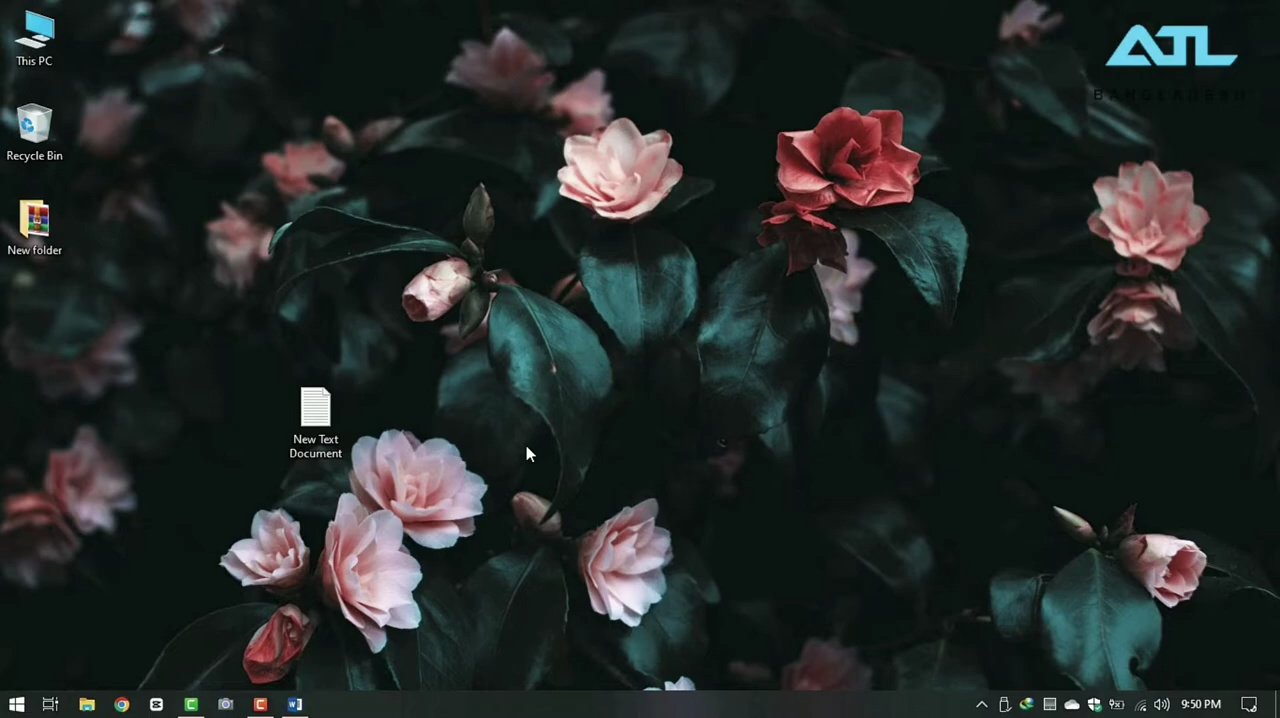 This PC
ATL
BANGLADESH
Recycle Bin
New folder
New Text
Document
9:50 PM